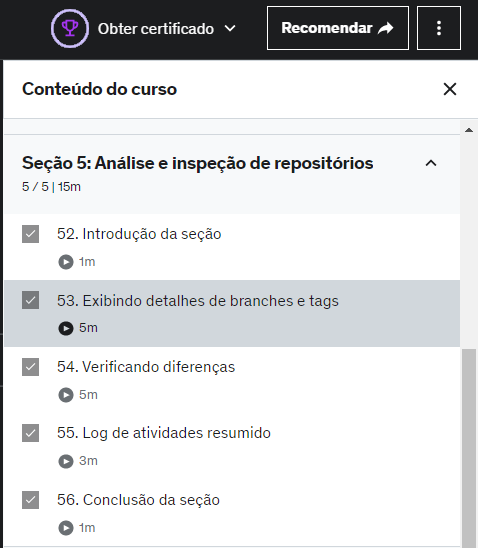 Obter certificado
Recomendar
Conteúdo do curso
Seção 5: Análise e inspeção de repositórios
5 / 5 | 15m
52. Introdução da seção
1m
53. Exibindo detalhes de branches e tags
5m
54. Verificando diferenças
5m
55. Log de atividades resumido
3m
56. Conclusão da seção
1m